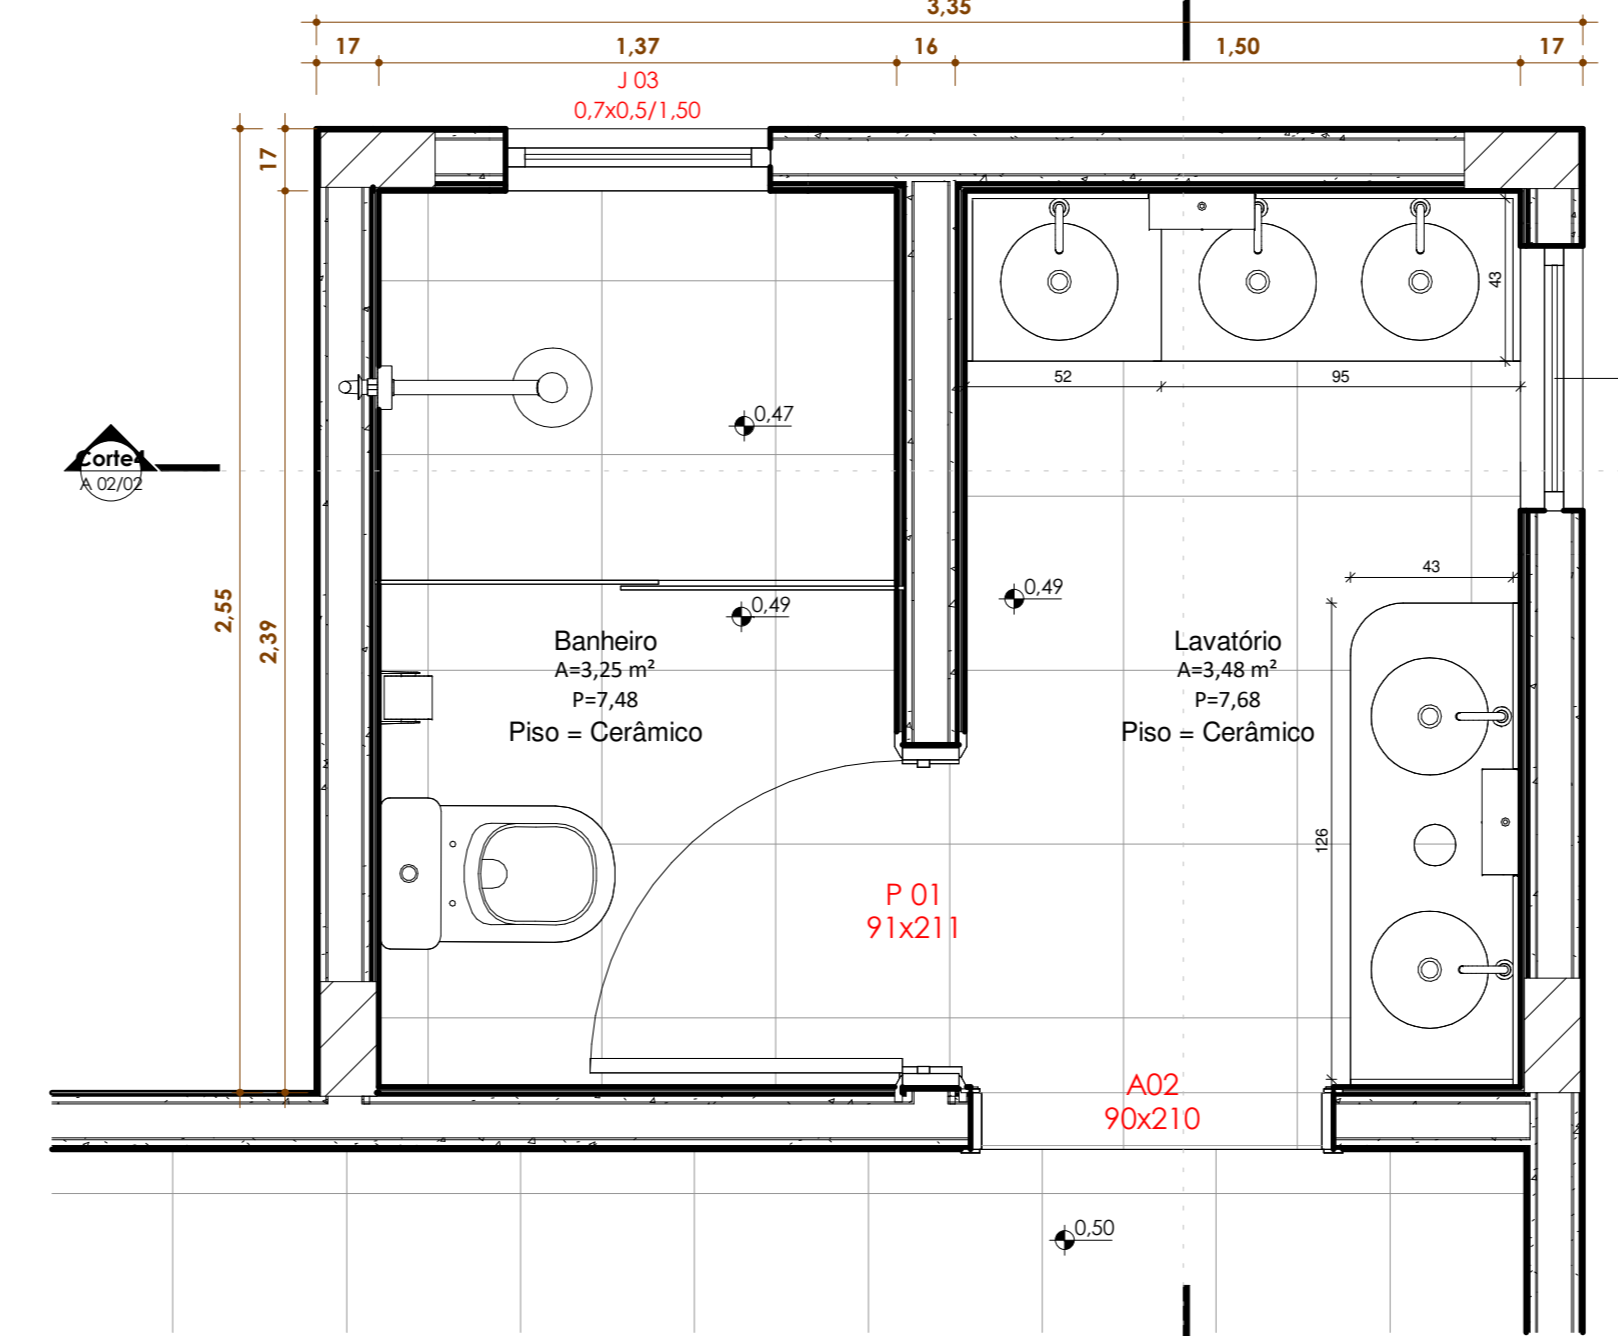 3,35
17
1,37
16
1,50
17
J 03
0,7x0,5/1,50
17
43
52
95
0,47
Corte4
A 02/02
43
2,55
2,39
0,49
0,49
Banheiro
A=3,25 m²
P=7,48
Piso = Cerâmico
Lavatório
A=3,48 m²
P=7,68
Piso = Cerâmico
126
P 01
91x211
A02
90x210
0,50